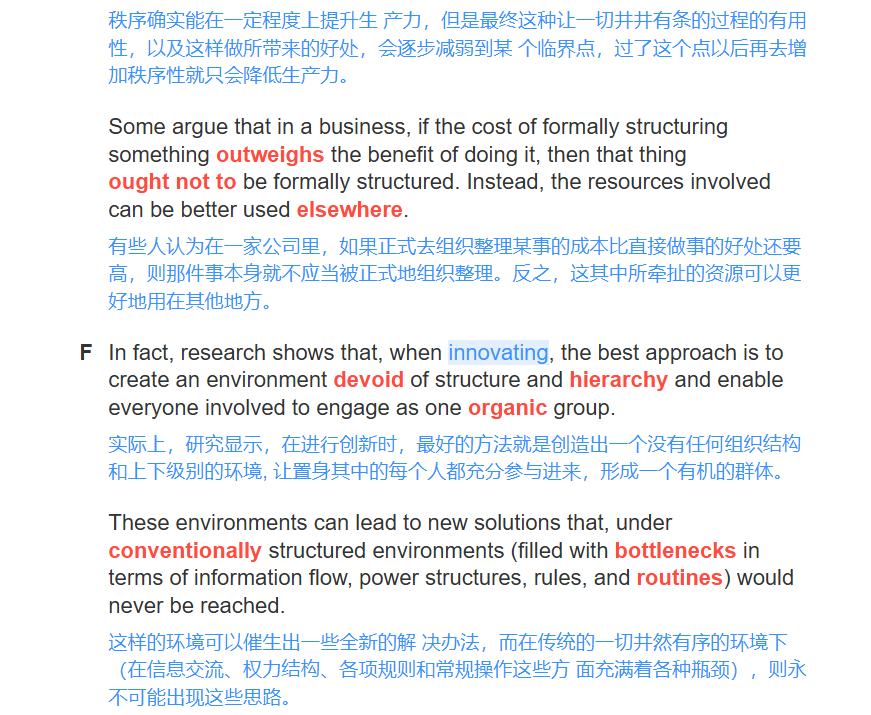 秩序确实能在一定程度上提升生 产力，但是最终这种让一切井井有条的过程的有用
性，以及这样做所带来的好处，会逐步减弱到某 个临界点，过了这个点以后再去增
加秩序性就只会降低生产力。
Some argue that in a business, if the cost of formally structuring
something outweighs the benefit of doing it, then that thing
ought not to be formally structured. Instead, the resources involved
can be better used elsewhere.
有些人认为在一家公司里，如果正式去组织整理某事的成本比直接做事的好处还要
高，则那件事本身就不应当被正式地组织整理。反之，这其中所牵扯的资源可以更
好地用在其他地方。
F In fact, research shows that, when innovating, the best approach is to
create an environment devoid of structure and hierarchy and enable
everyone involved to engage as one organic group.
实际上，研究显示，在进行创新时，最好的方法就是创造出一个没有任何组织结构
和上下级别的环境, 让置身其中的每个人都充分参与进来，形成一个有机的群体。
These environments can lead to new solutions that, under
conventionally structured environments (filled with bottlenecks in
terms of information flow, power structures, rules, and routines) would
never be reached.
这样的环境可以催生出一些全新的解 决办法，而在传统的一切井然有序的环境下
（在信息交流、权力结构、各项规则和常规操作这些方 面充满着各种瓶颈），则永
不可能出现这些思路。